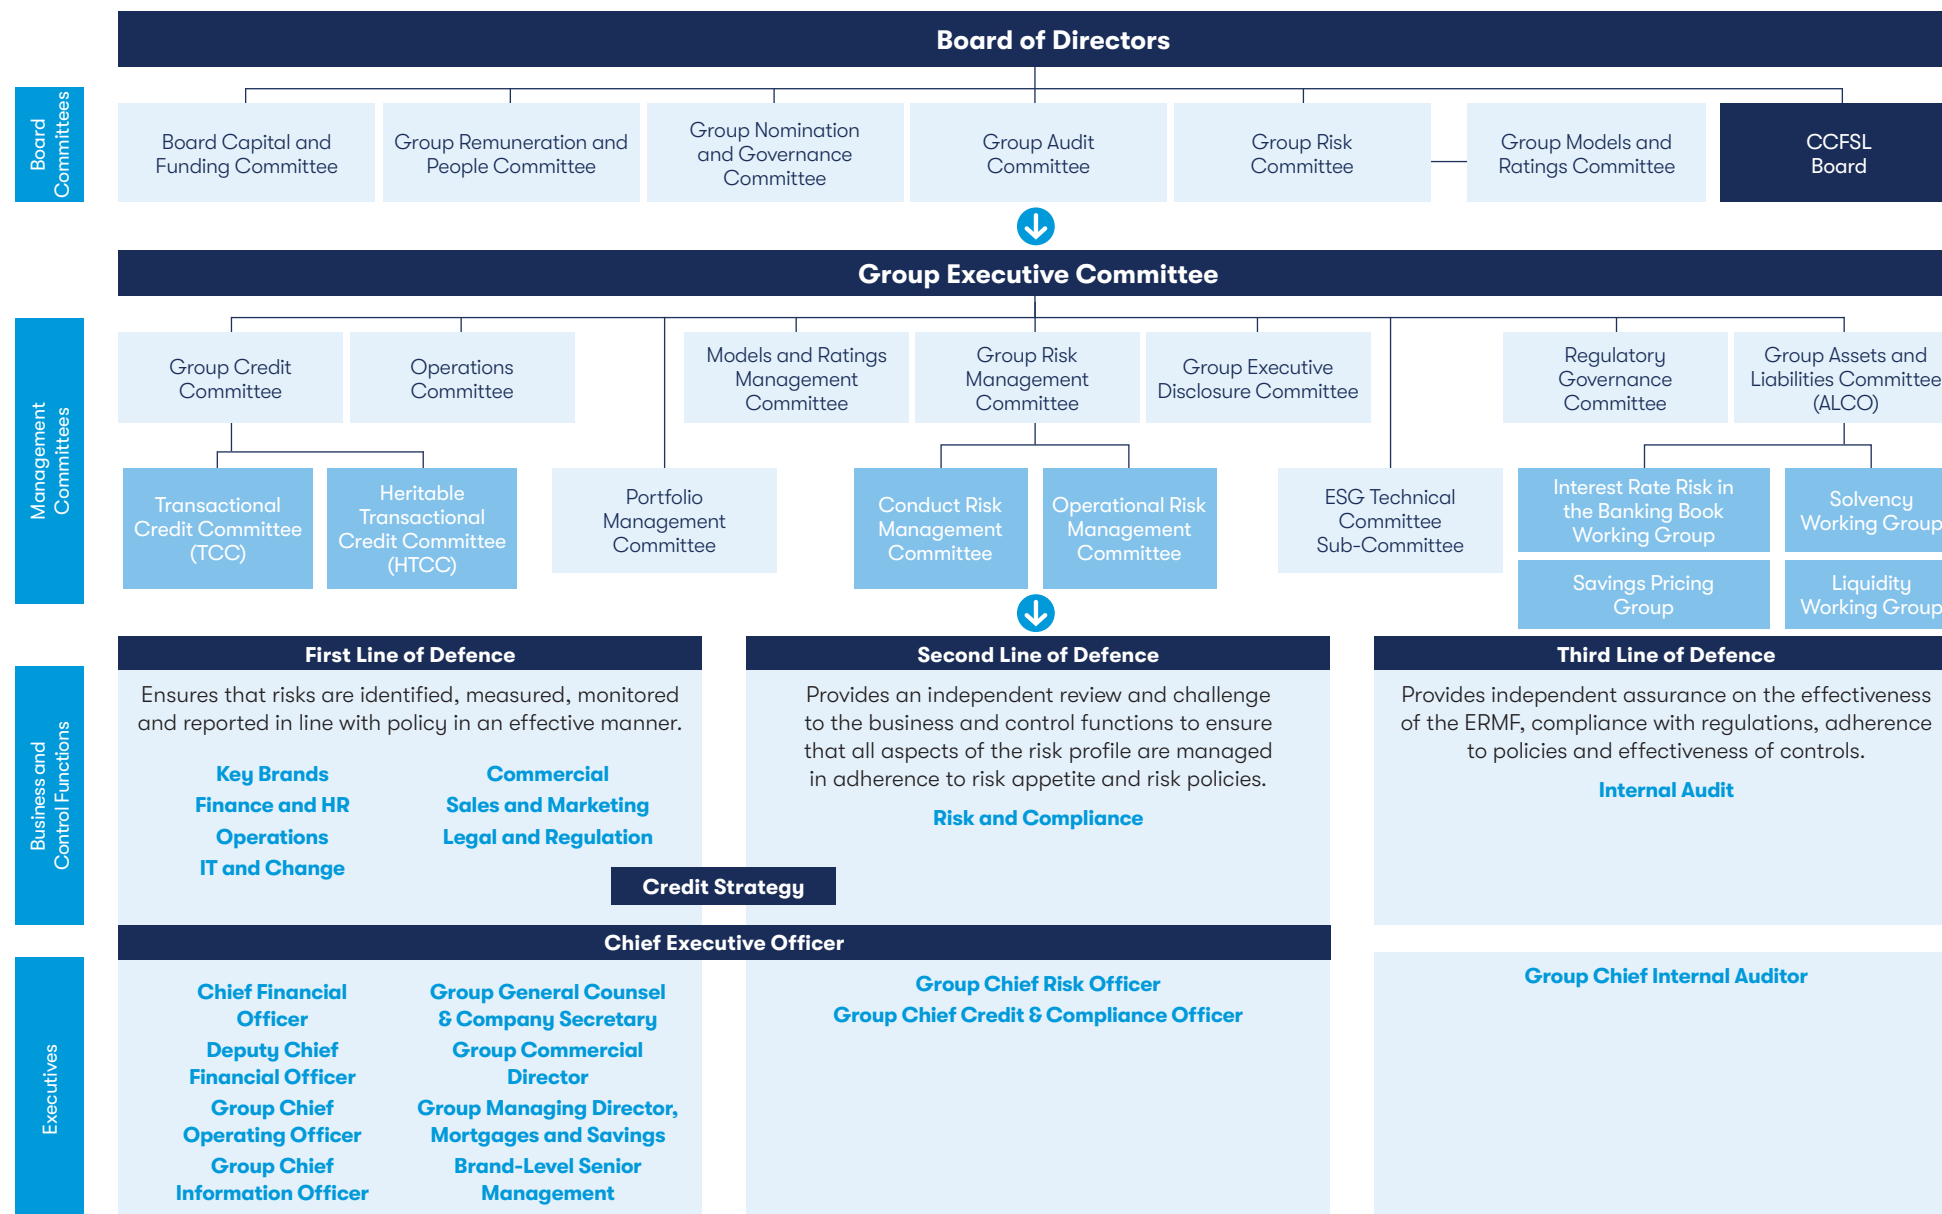 Board of Directors
Board
Committees
Board Capital and
Funding Committee
Group Remuneration and
People Committee
Group Nomination
and Governance
Committee
Group Audit
Committee
Group Risk
Committee
Group Models and
Ratings Committee
CCFSL
Board
Group Executive Committee
Management
Committees
Group Credit
Committee
Operations
Committee
Models and Ratings
Management
Committee
Group Risk
Management
Committee
Group Executive
Disclosure Committee
Regulatory
Governance
Committee
Group Assets and
Liabilities Committee
(ALCO)
Transactional
Credit Committee
(TCC)
Heritable
Transactional
Credit Committee
(HTCC)
Portfolio
Management
Committee
Conduct Risk
Management
Committee
Operational Risk
Management
Committee
ESG Technical
Committee
Sub-Committee
Interest Rate Risk in
the Banking Book
Working Group
Solvency
Working Group
Savings Pricing
Group
Liquidity
Working Group
Business and
Control Functions
First Line of Defence
Ensures that risks are identified, measured, monitored
and reported in line with policy in an effective manner.
Key Brands
Finance and HR
Operations
IT and Change
Commercial
Sales and Marketing
Legal and Regulation
Second Line of Defence
Provides an independent review and challenge
to the business and control functions to ensure
that all aspects of the risk profile are managed
in adherence to risk appetite and risk policies.
Risk and Compliance
Third Line of Defence
Provides independent assurance on the effectiveness
of the ERMF, compliance with regulations, adherence
to policies and effectiveness of controls.
Internal Audit
Credit Strategy
Chief Executive Officer
Executives
Chief Financial
Officer
Deputy Chief
Financial Officer
Group Chief
Operating Officer
Group Chief
Information Officer
Group General Counsel
& Company Secretary
Group Commercial
Director
Group Managing Director,
Mortgages and Savings
Brand-Level Senior
Management
Group Chief Risk Officer
Group Chief Credit & Compliance Officer
Group Chief Internal Auditor